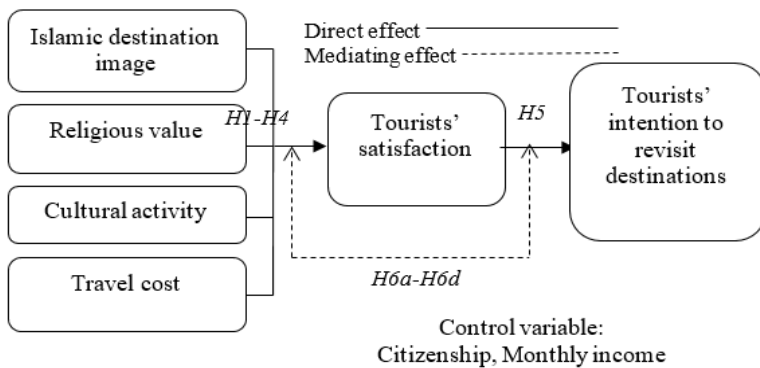 Islamic destination
image
Religious value
Cultural activity
Travel cost
Direct effect
Mediating effect
H1-H4
Tourists'
satisfaction
H5
Tourists'
intention to
revisit
destinations
H6a-H6d
Control variable:
Citizenship, Monthly income